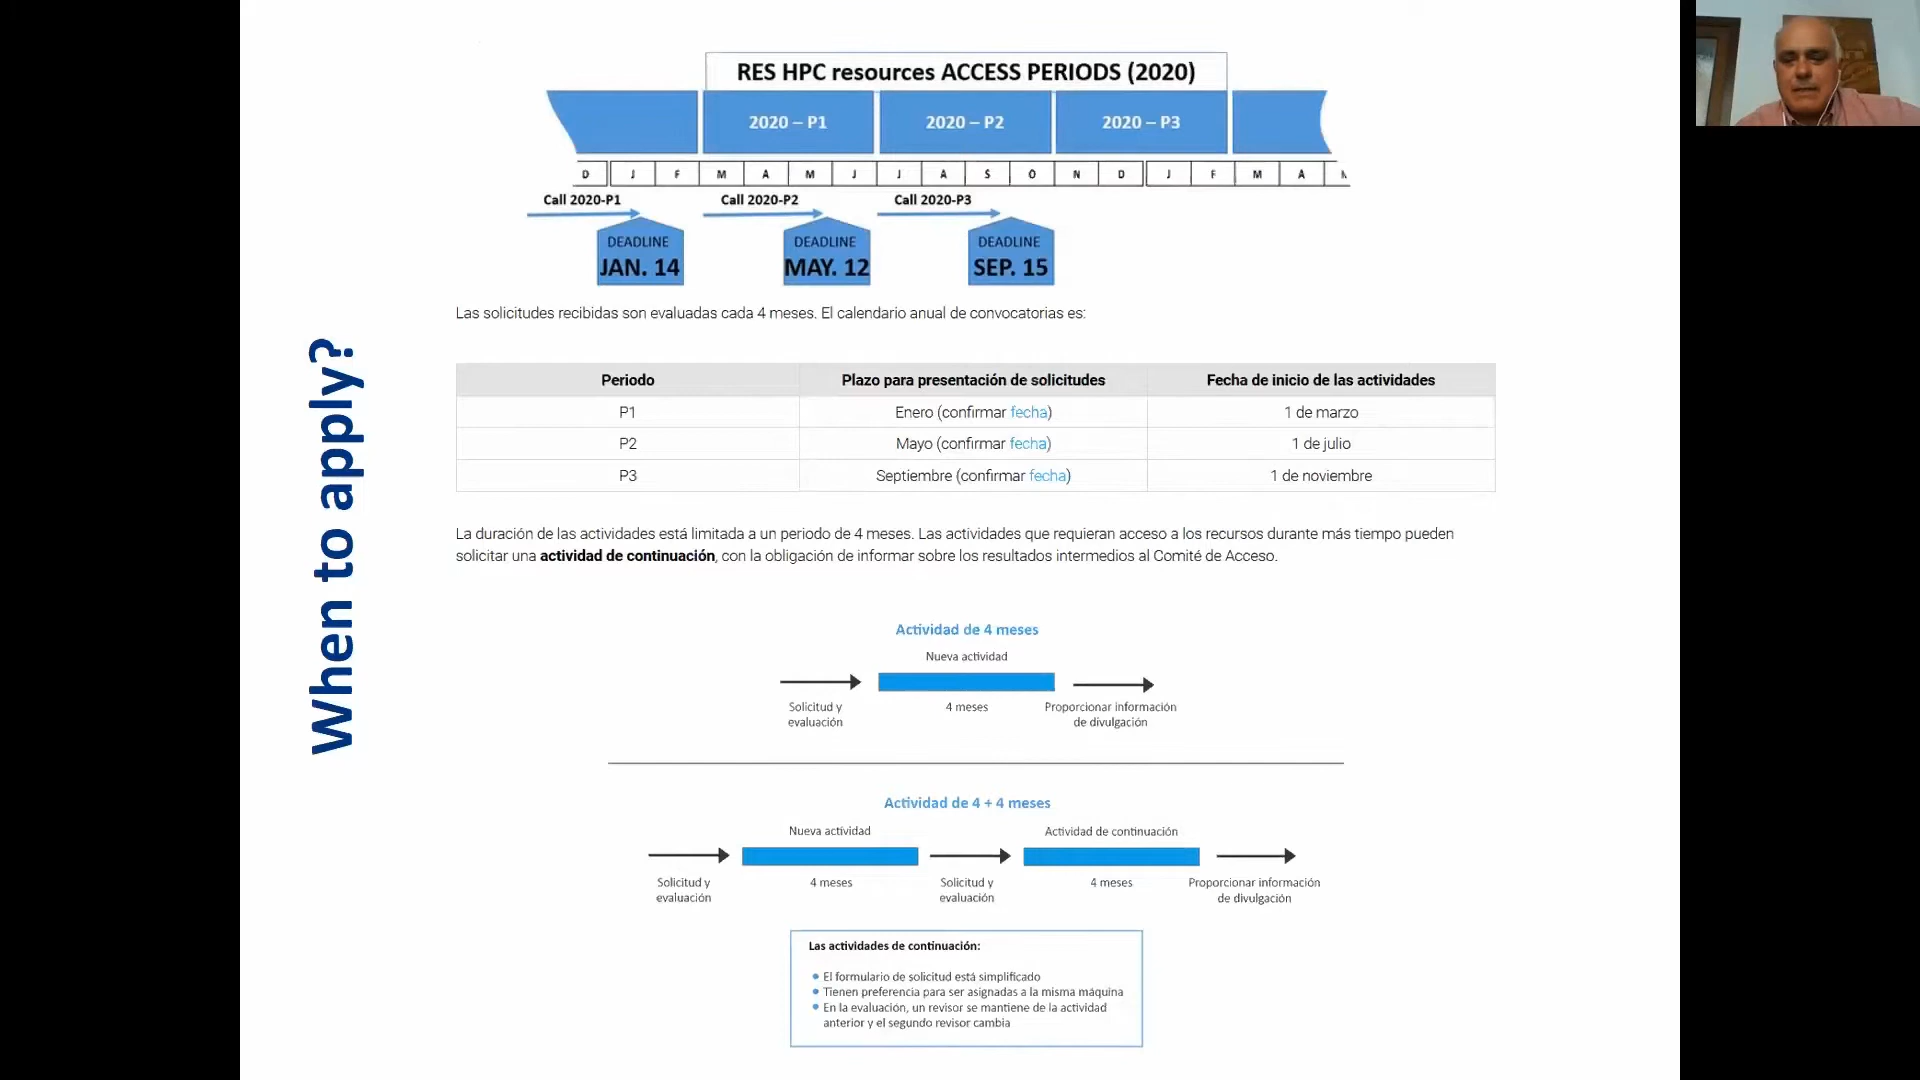 When to apply?
RES HPC resources ACCESS PERIODS (2020)
2020 – P1 2020 – P2 2020 – P3
D J F M A M J J A S O N D J F M A
Call 2020-P1 Call 2020-P2 Call 2020-P3
DEADLINE DEADLINE DEADLINE
JAN. 14 MAY. 12 SEP. 15
Las solicitudes recibidas son evaluadas cada 4 meses. El calendario anual de convocatorias es:
Periodo Plazo para presentación de solicitudes Fecha de inicio de las actividades
P1 Enero (confirmar fecha) 1 de marzo
P2 Mayo (confirmar fecha) 1 de julio
P3 Septiembre (confirmar fecha) 1 de noviembre
La duración de las actividades está limitada a un periodo de 4 meses. Las actividades que requieran acceso a los recursos durante más tiempo pueden
solicitar una actividad de continuación, con la obligación de informar sobre los resultados intermedios al Comité de Acceso.
Actividad de 4 meses
Nueva actividad
Solicitud y 4 meses Proporcionar información
evaluación de divulgación
Actividad de 4 + 4 meses
Nueva actividad Actividad de continuación
Solicitud y 4 meses Solicitud y 4 meses Proporcionar información
evaluación evaluación de divulgación
Las actividades de continuación:
• El formulario de solicitud está simplificado
• Tienen preferencia para ser asignadas a la misma máquina
• En la evaluación, un revisor se mantiene de la actividad
anterior y el segundo revisor cambia